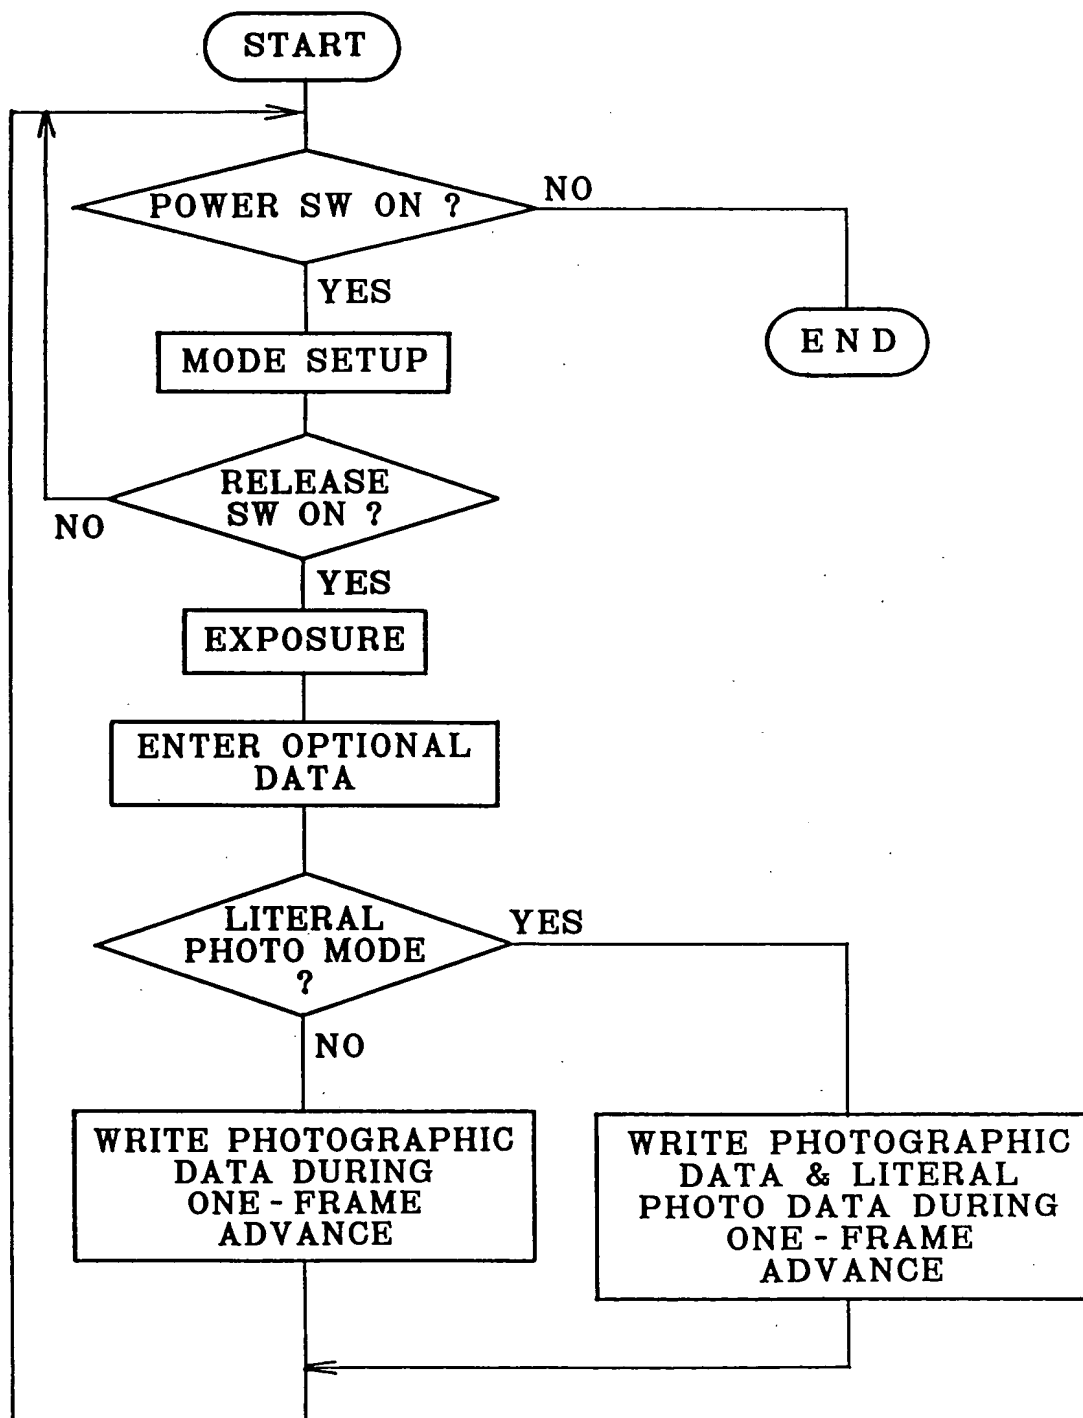 START
POWER SW ON ?
NO
YES
MODE SETUP
E N D
RELEASE
SW ON ?
NO
YES
EXPOSURE
ENTER OPTIONAL
DATA
LITERAL
PHOTO MODE
?
YES
NO
WRITE PHOTOGRAPHIC
DATA DURING
ONE - FRAME
ADVANCE
WRITE PHOTOGRAPHIC
DATA & LITERAL
PHOTO DATA DURING
ONE - FRAME
ADVANCE